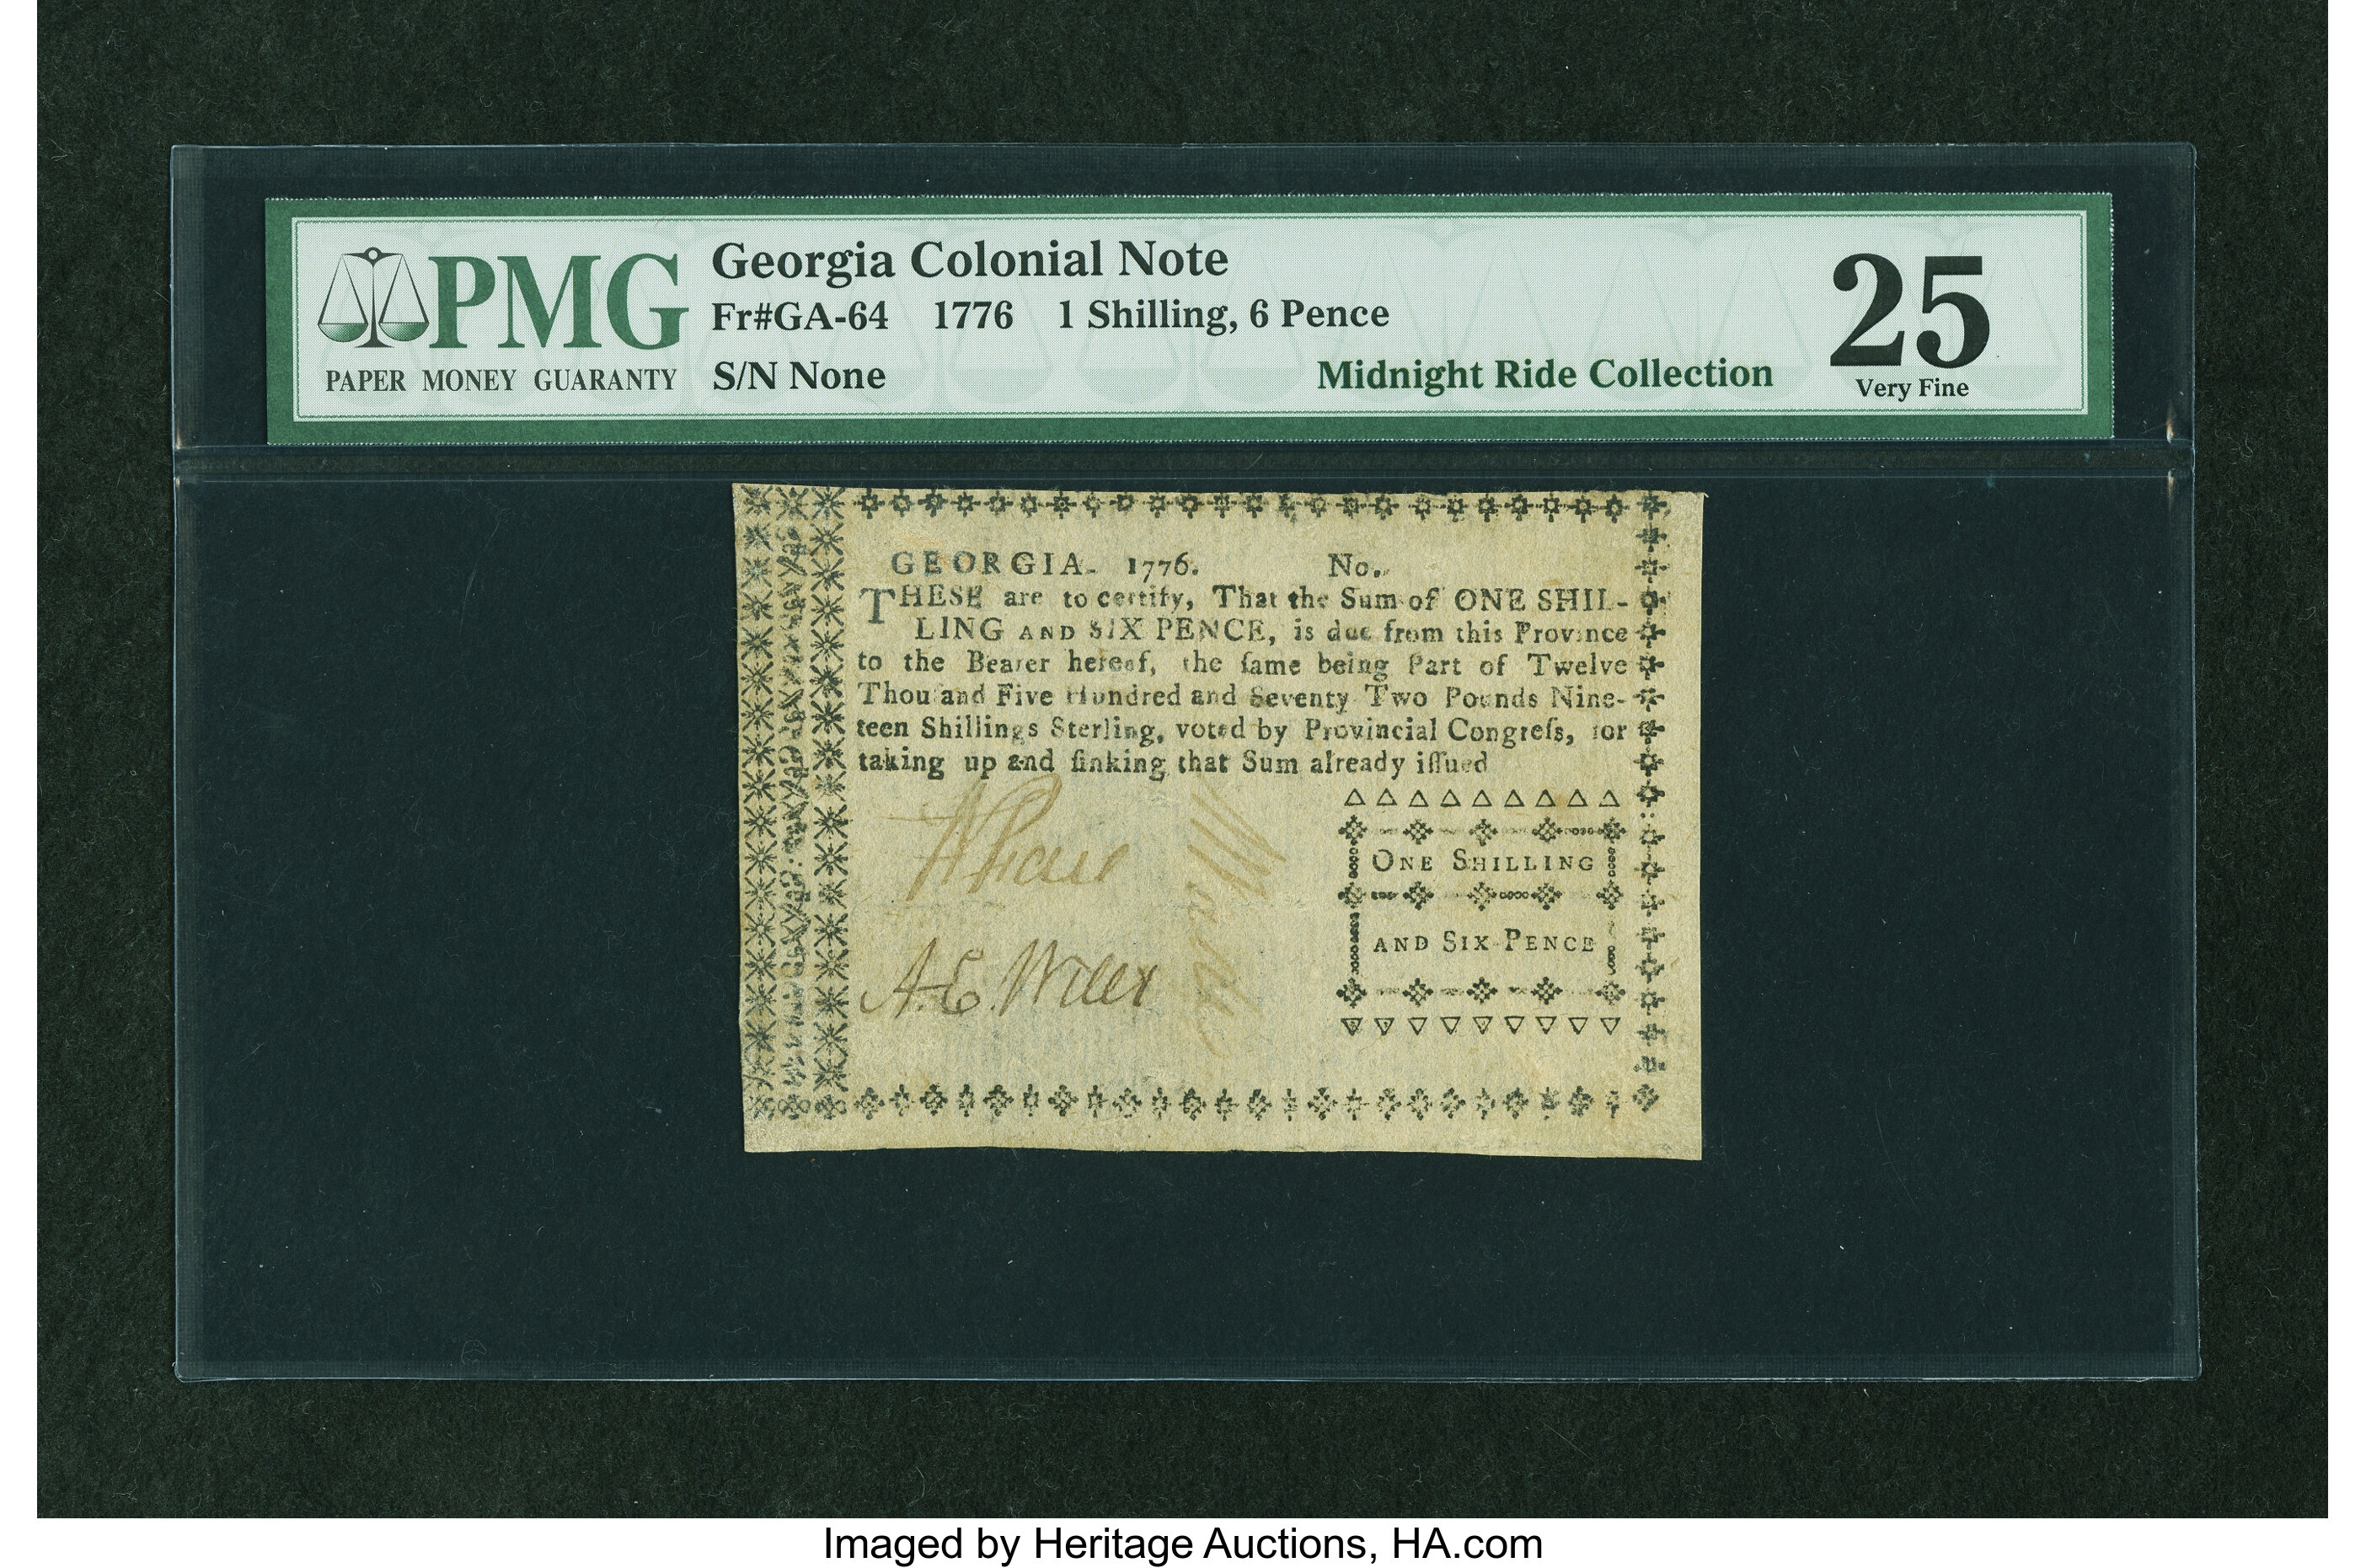 PMG
PAPER MONEY GUARANTY
Georgia Colonial Note
Fr#GA-64 1776 1 Shilling, 6 Pence
S/N None
Midnight Ride Collection
25
Very Fine
GEORGIA. 1776. No.
THESE are to certify, That the Sum of ONE SHIL-
LING AND SIX PENCE, is due from this Province
to the Bearer hereof, the ſame being Part of Twelve
Thouſand Five Hundred and Seventy Two Pounds Nine-
teen Shillings Sterling, voted by Provincial Congreſs, for
taking up and ſinking that Sum already iſſued
A. E. Wells
ONE SHILLING
AND SIX PENCE
Imaged by Heritage Auctions, HA.com